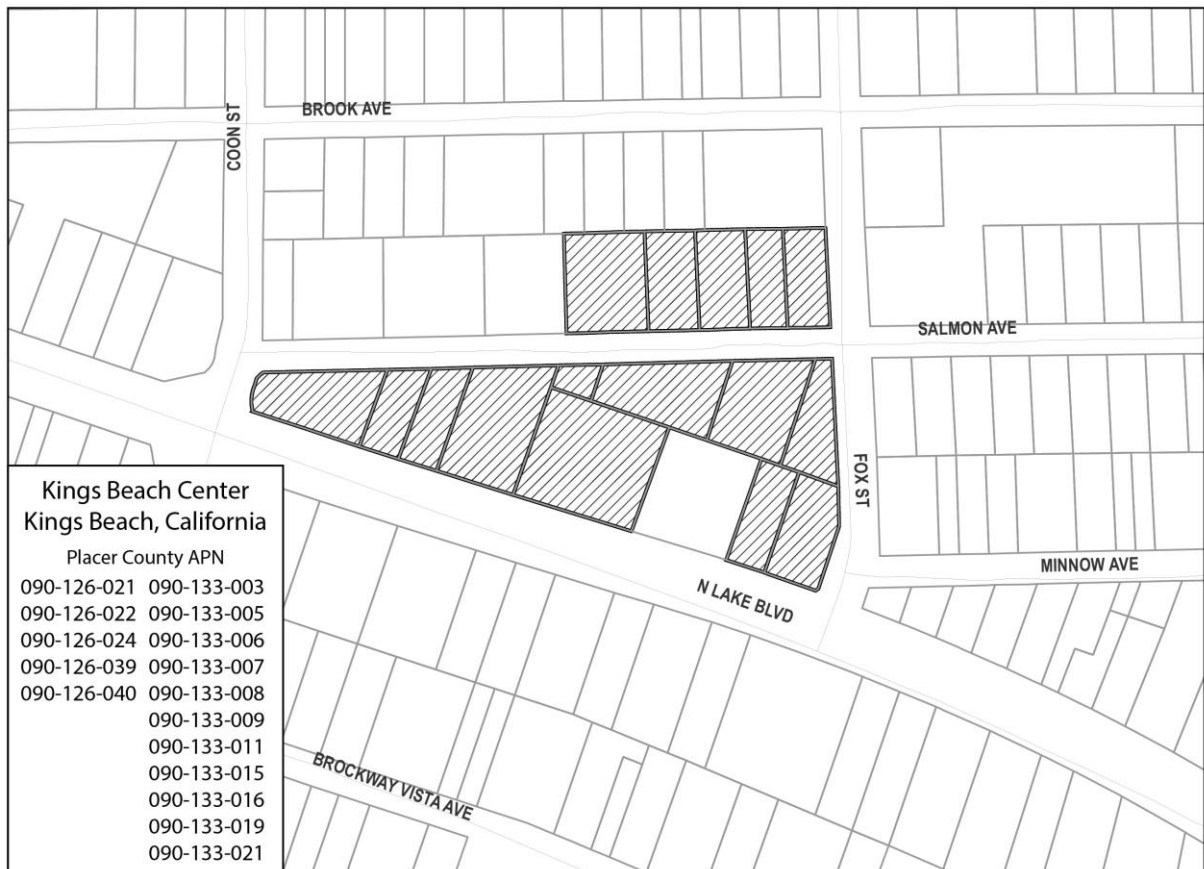 BROOK AVE
COON ST
SALMON AVE
FOX ST
MINNOW AVE
N LAKE BLVD
BROCKWAY VISTA AVE
Kings Beach Center
Kings Beach, California
Placer County APN
090-126-021 090-133-003
090-126-022 090-133-005
090-126-024 090-133-006
090-126-039 090-133-007
090-126-040 090-133-008
090-133-009
090-133-011
090-133-015
090-133-016
090-133-019
090-133-021